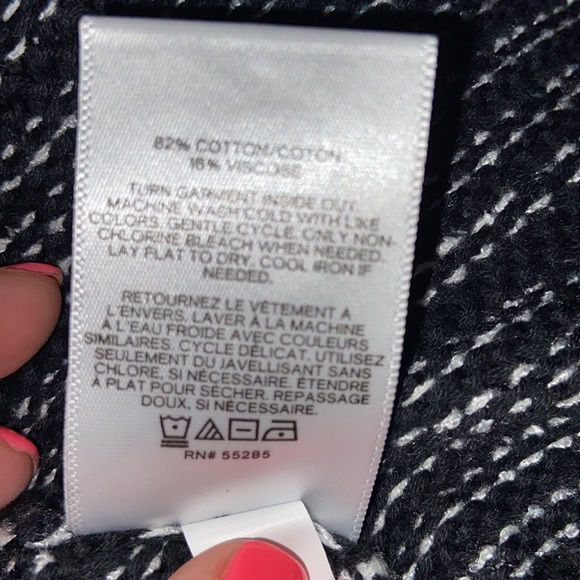 82% COTTON/COTON
18% VISCOSE
TURN GARMENT INSIDE OUT.
MACHINE WASH COLD WITH LIKE
COLORS. GENTLE CYCLE. ONLY NON-
CHLORINE BLEACH WHEN NEEDED.
LAY FLAT TO DRY. COOL IRON IF
NEEDED.
RETOURNEZ LE VÊTEMENT À
L'ENVERS. LAVER À LA MACHINE
À L'EAU FROIDE AVEC COULEURS
SIMILAIRES. CYCLE DÉLICAT. UTILISEZ
SEULEMENT DU JAVELLISANT SANS
CHLORE, SI NÉCESSAIRE. ÉTENDRE
À PLAT POUR SÉCHER. REPASSAGE
DOUX, SI NÉCESSAIRE.
RN# 55285